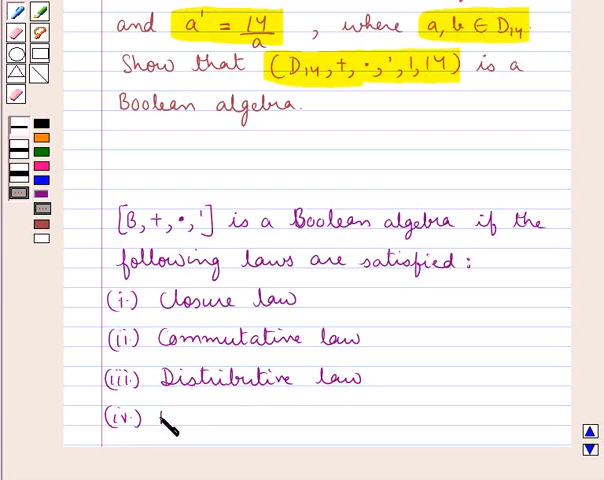 and a' = 14/a , where a, b ∈ D₁₄.
Show that (D₁₄, +, •, ', 1, 14) is a
Boolean algebra.
[B, +, •, '] is a Boolean algebra if the
following laws are satisfied :
(i.) Closure law
(ii.) Commutative law
(iii.) Distributive law
(iv.)